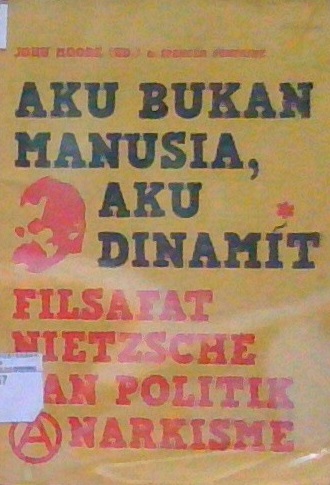 JOHN MOORE (ED.) & SPENCER SUNSHINE
AKU BUKAN
MANUSIA,
AKU
DINAMIT
FILSAFAT
NIETZSCHE
DAN POLITIK
ANARKISME